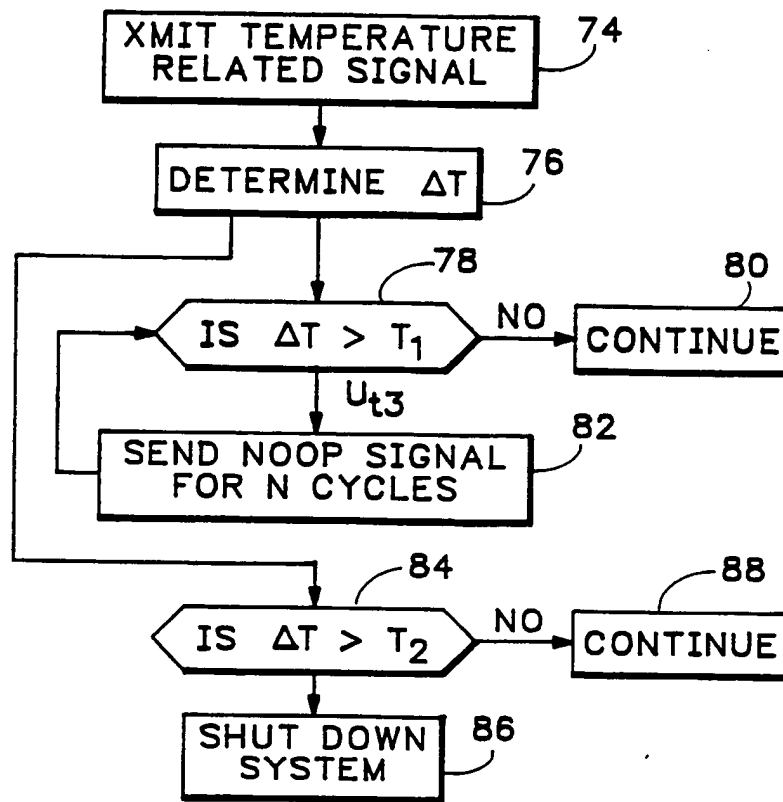 XMIT TEMPERATURE
RELATED SIGNAL
74
DETERMINE ΔT
76
78
IS ΔT > T₁
NO
80
CONTINUE
Ut3
SEND NOOP SIGNAL
FOR N CYCLES
82
84
IS ΔT > T₂
NO
88
CONTINUE
SHUT DOWN
SYSTEM
86